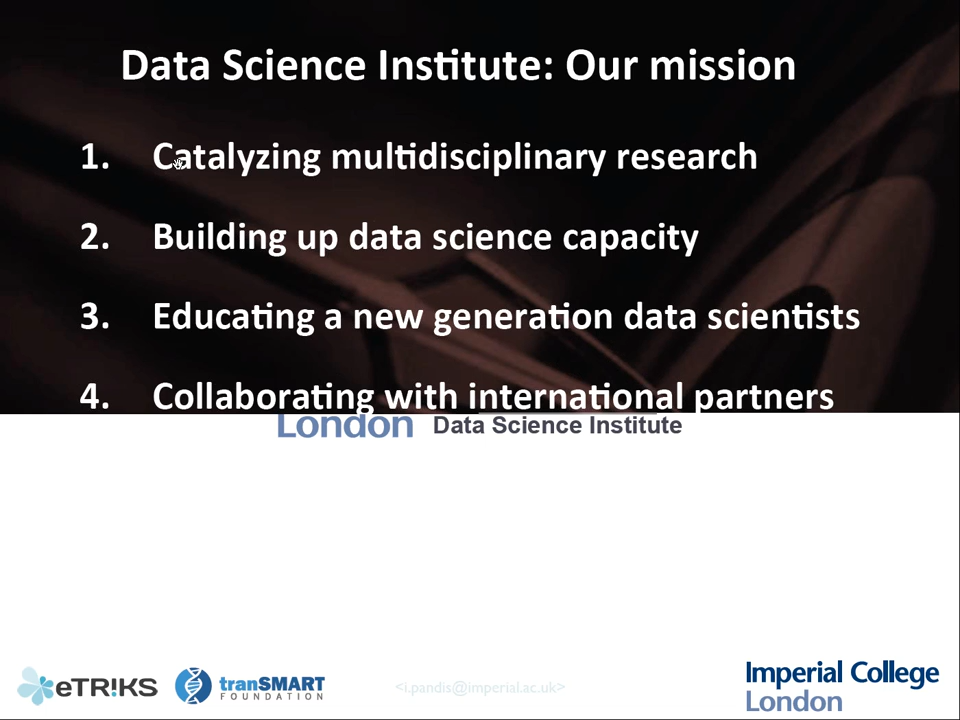 Data Science Institute: Our mission
1. Catalyzing multidisciplinary research
2. Building up data science capacity
3. Educating a new generation data scientists
4. Collaborating with international partners
London Data Science Institute
eTRIKS
tranSMART
FOUNDATION
<i.pandis@imperial.ac.uk>
Imperial College
London